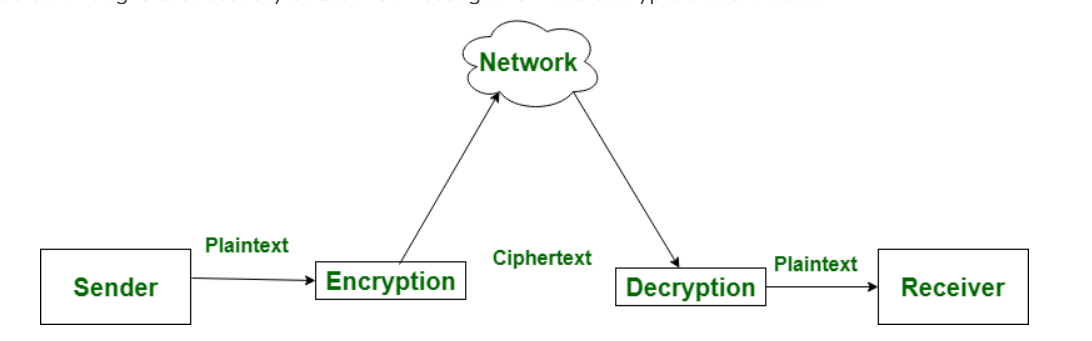 Network
Plaintext
Sender
Encryption
Ciphertext
Decryption
Plaintext
Receiver